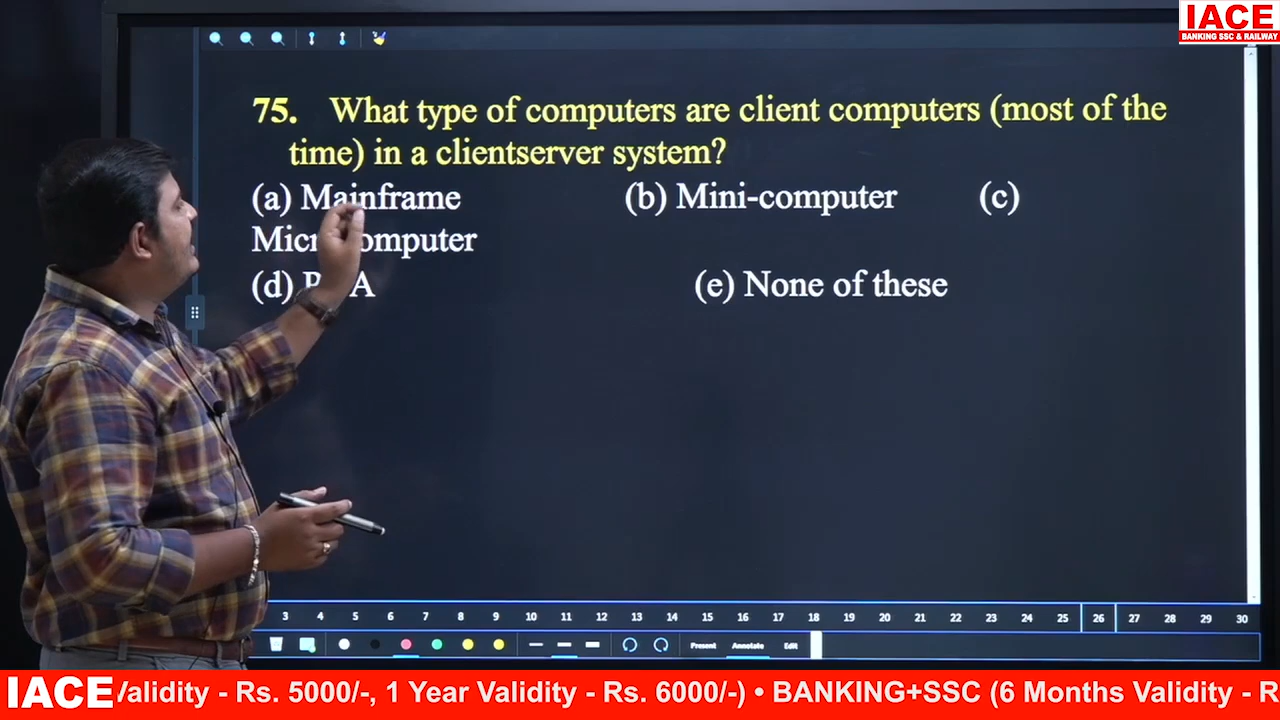 IACE
BANKING SSC & RAILWAY
75. What type of computers are client computers (most of the
time) in a clientserver system?
(a) Mainframe (b) Mini-computer (c)
Micro computer
(d) (e) None of these
3 4 5 6 7 8 9 10 11 12 13 14 15 16 17 18 19 20 21 22 23 24 25 26 27 28 29 30
Present Annotate Edit
IACE Validity - Rs. 5000/-, 1 Year Validity - Rs. 6000/-) • BANKING+SSC (6 Months Validity - R